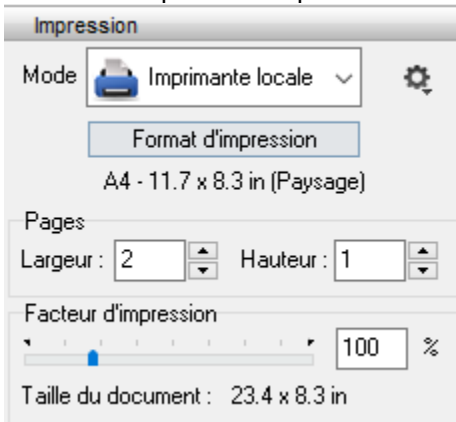 Impression
Mode Imprimante locale
Format d'impression
A4 - 11.7 x 8.3 in (Paysage)
Pages
Largeur : 2 Hauteur : 1
Facteur d'impression
100 %
Taille du document : 23.4 x 8.3 in